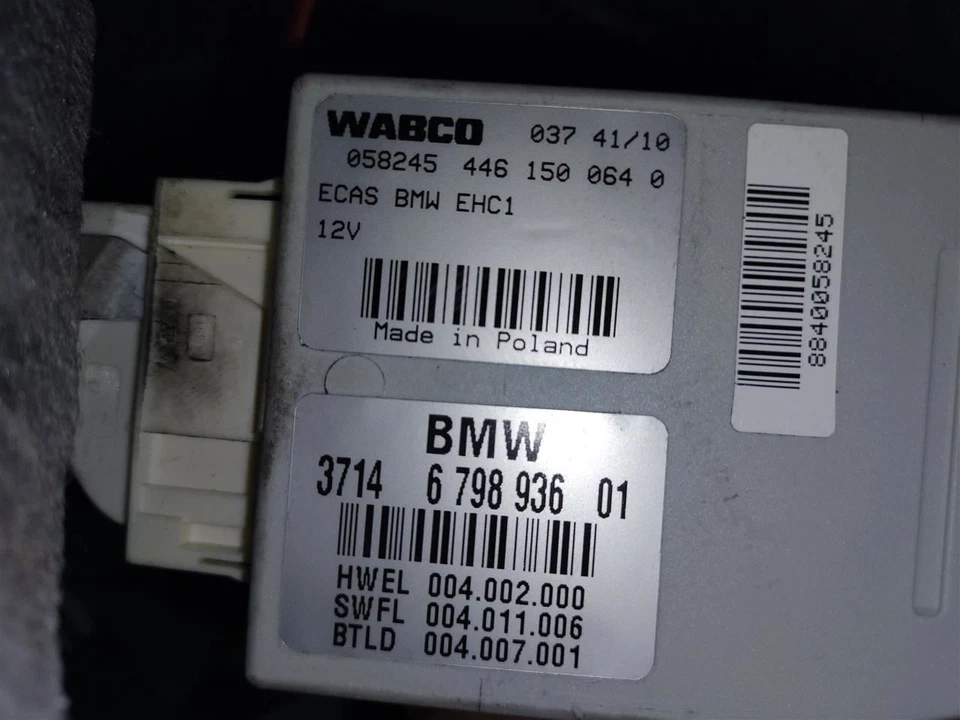 WABCO 037 41/10
058245 446 150 064 0
ECAS BMW EHC1
12V
Made in Poland
8840058245
BMW
3714 6 798 936 01
HWEL 004.002.000
SWFL 004.011.006
BTLD 004.007.001